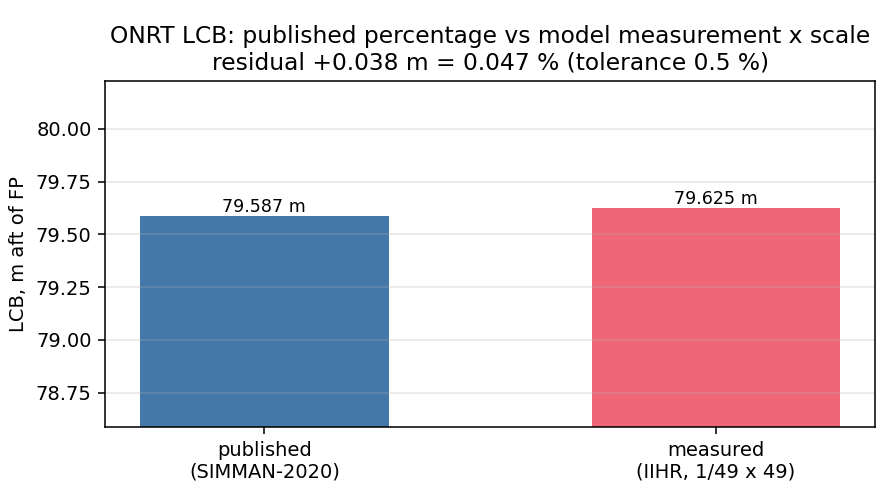 ONRT LCB: published percentage vs model measurement x scale
residual +0.038 m = 0.047 % (tolerance 0.5 %)
LCB, m aft of FP
80.00
79.75
79.50
79.25
79.00
78.75
79.587 m
79.625 m
published
(SIMMAN-2020)
measured
(IIHR, 1/49 x 49)